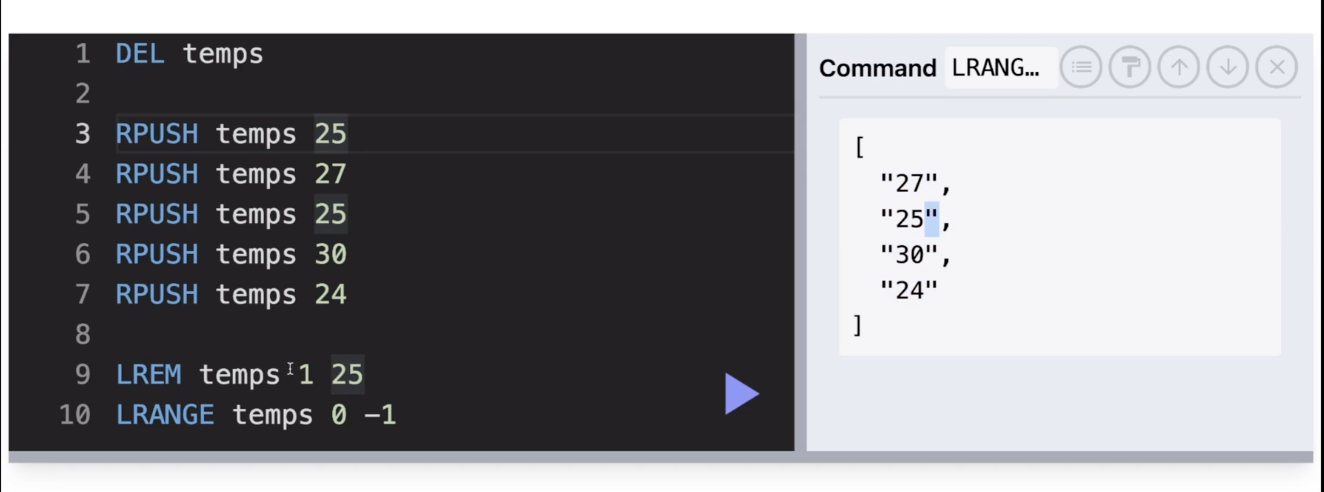 1 DEL temps
2
3 RPUSH temps 25
4 RPUSH temps 27
5 RPUSH temps 25
6 RPUSH temps 30
7 RPUSH temps 24
8
9 LREM temps 1 25
10 LRANGE temps 0 -1
Command LRANG...
[
"27",
"25",
"30",
"24"
]